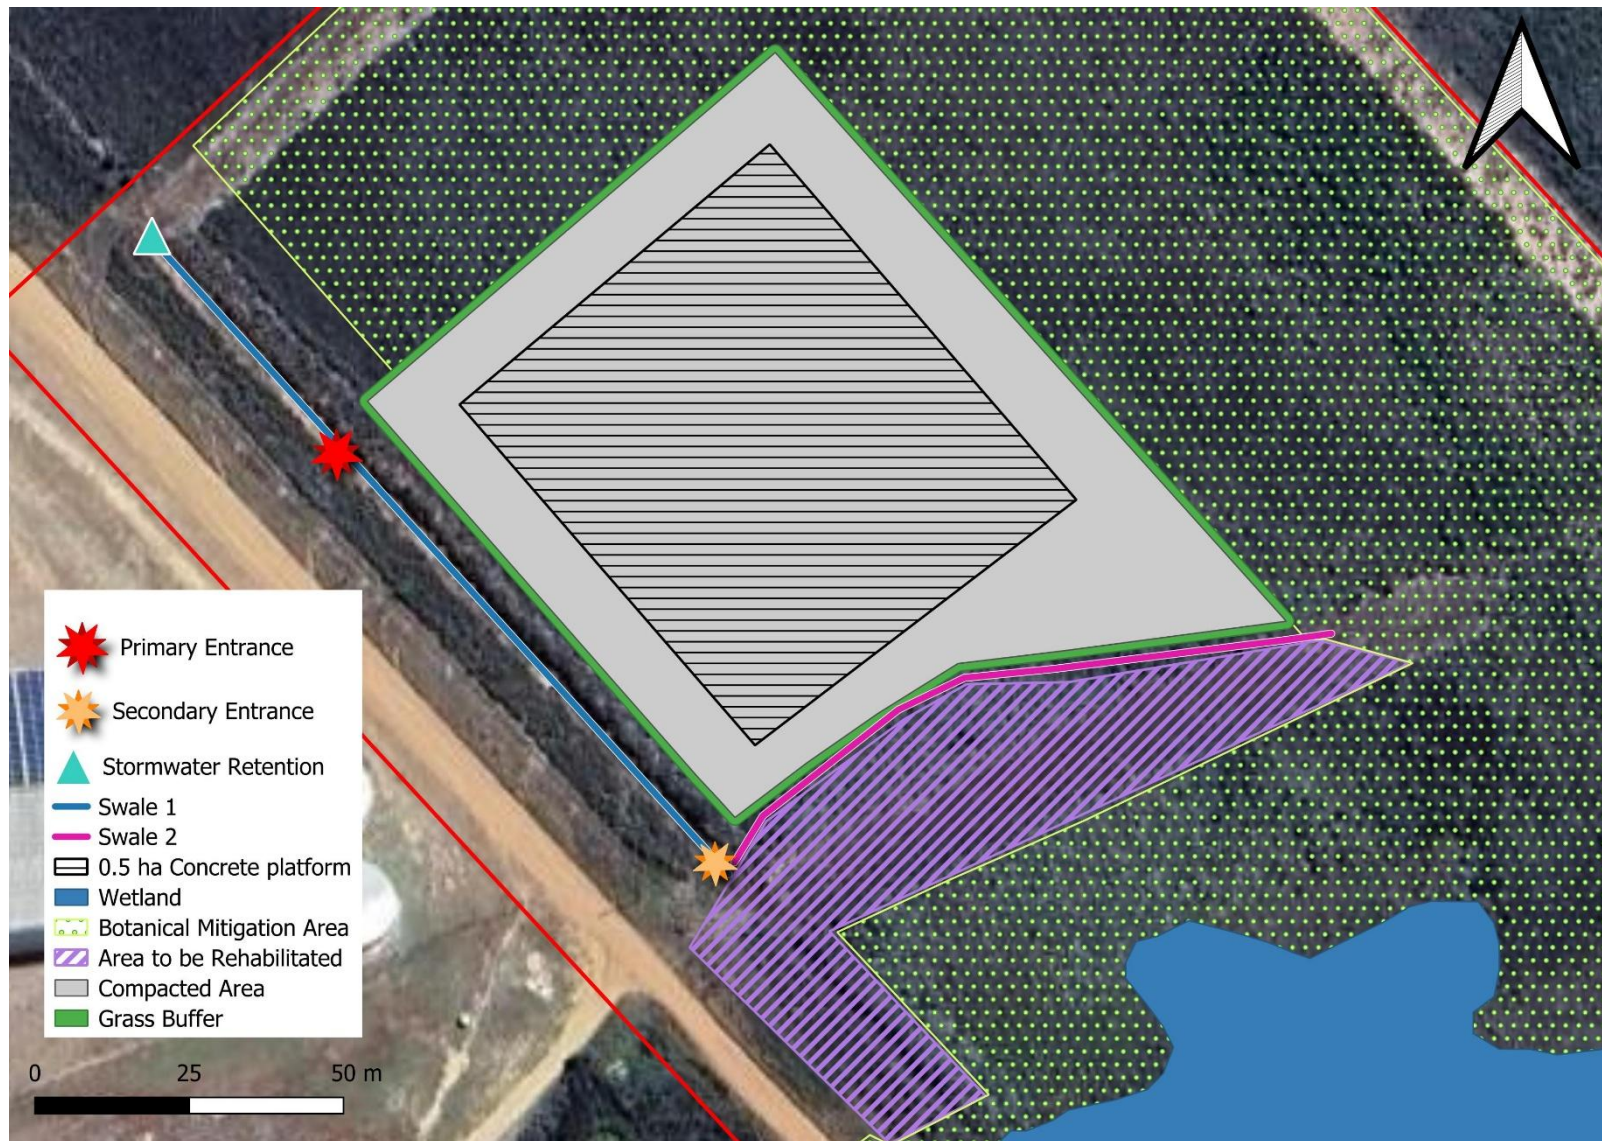 Primary Entrance
Secondary Entrance
Stormwater Retention
Swale 1
Swale 2
0.5 ha Concrete platform
Wetland
Botanical Mitigation Area
Area to be Rehabilitated
Compacted Area
Grass Buffer
0 25 50 m